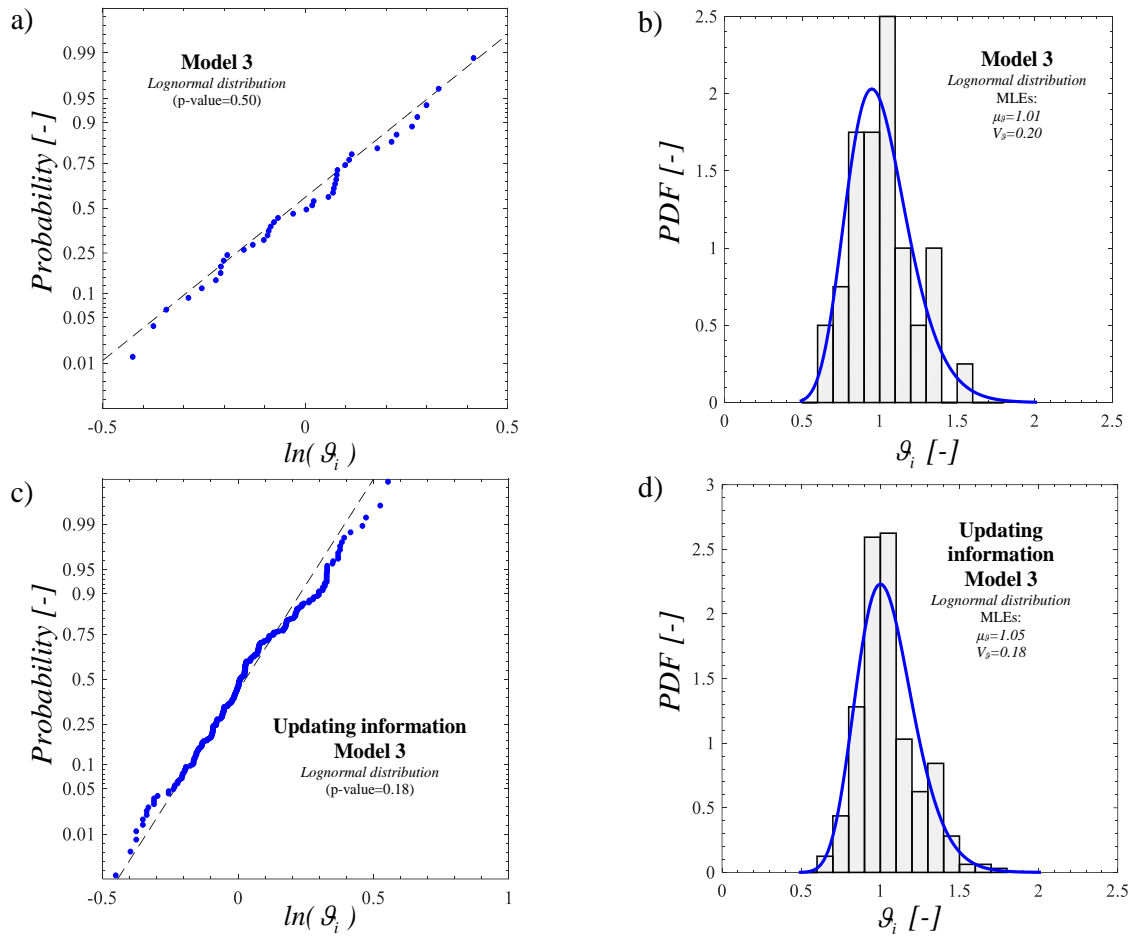 a)
Probability [-]
0.99
0.95
0.9
0.75
0.5
0.25
0.1
0.05
0.01
Model 3
Lognormal distribution
(p-value=0.50)
-0.5
0
0.5
ln( ϑi )
b)
PDF [-]
2.5
2
1.5
1
0.5
0
Model 3
Lognormal distribution
MLEs:
μϑ=1.01
Vϑ=0.20
0
0.5
1
1.5
2
2.5
ϑi [-]
c)
Probability [-]
0.99
0.95
0.9
0.75
0.5
0.25
0.1
0.05
0.01
Updating information
Model 3
Lognormal distribution
(p-value=0.18)
-0.5
0
0.5
1
ln( ϑi )
d)
PDF [-]
3
2.5
2
1.5
1
0.5
0
Updating
information
Model 3
Lognormal distribution
MLEs:
μϑ=1.05
Vϑ=0.18
0
0.5
1
1.5
2
2.5
ϑi [-]